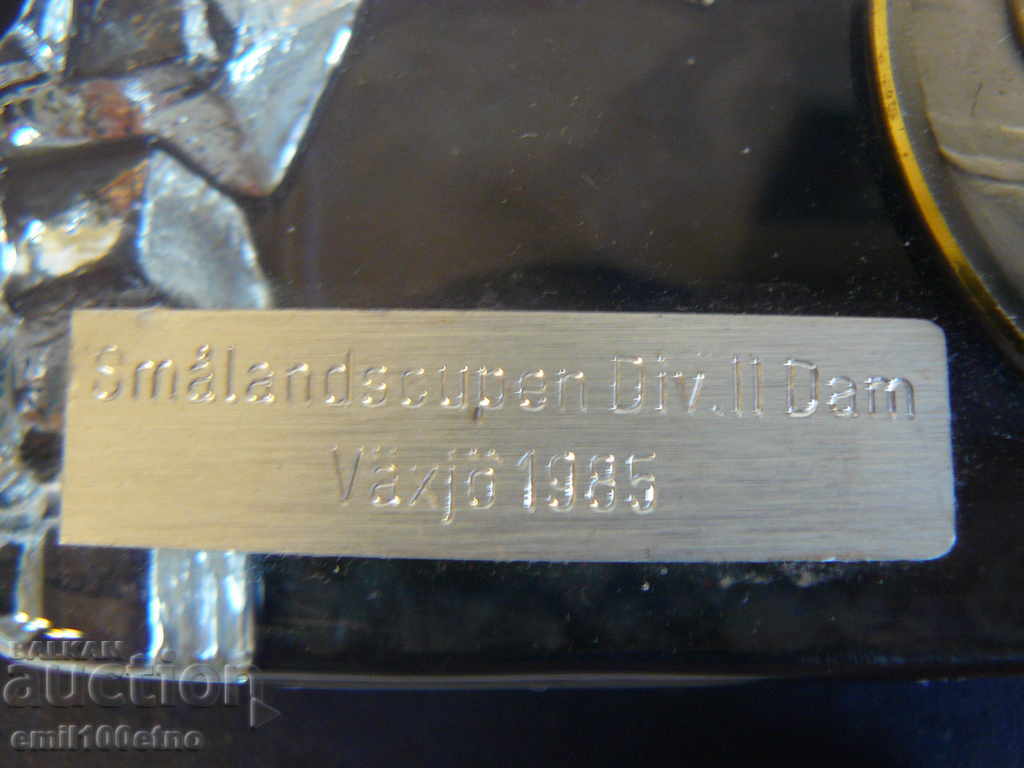 Smålandscupen Div.II Dam
Växjö 1985
BALKAN
auction
emil100etno